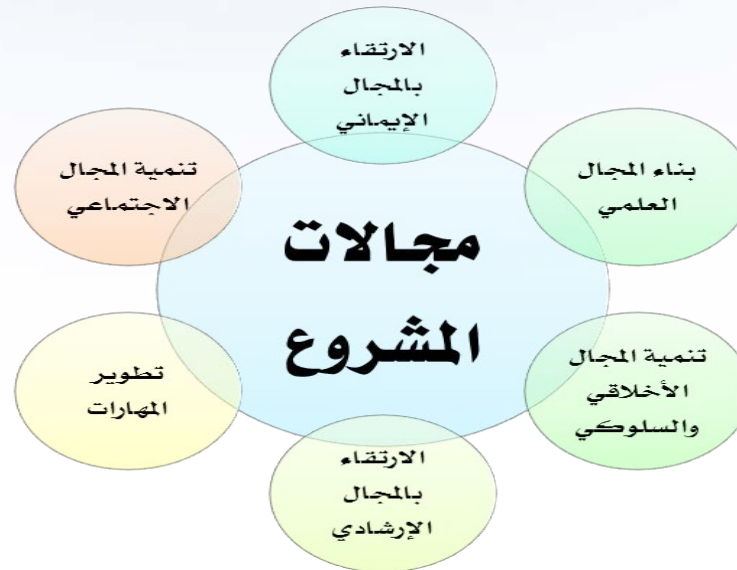 مجالات
المشروع
الارتقاء
بالمجال
الإيماني
بناء المجال
العلمي
تنمية المجال
الأخلاقي
والسلوكي
الارتقاء
بالمجال
الإرشادي
تطوير
المهارات
تنمية المجال
الاجتماعي